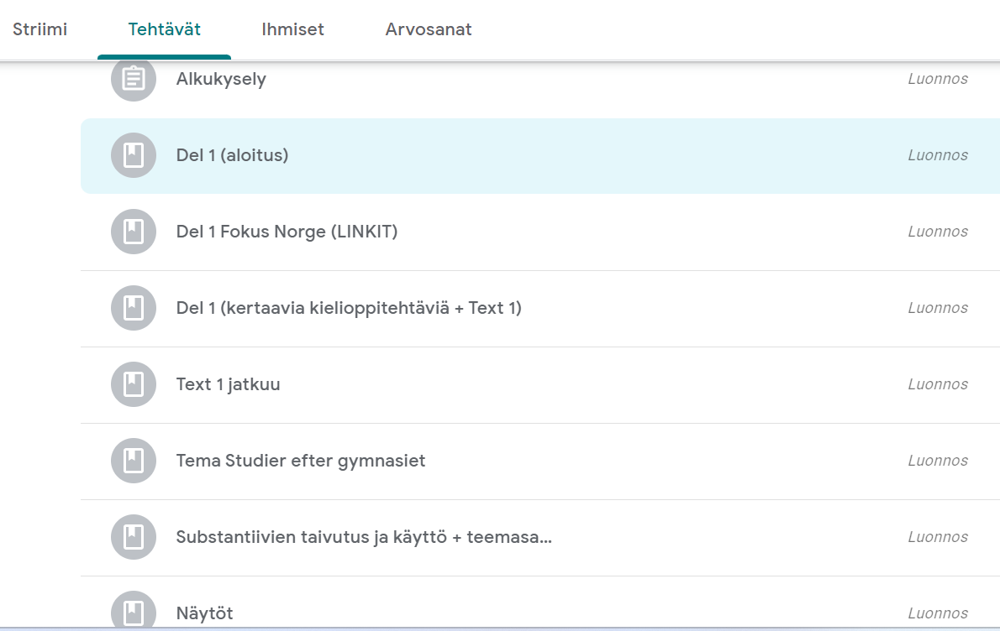 Striimi Tehtävät Ihmiset Arvosanat
Alkukysely Luonnos
Del 1 (aloitus) Luonnos
Del 1 Fokus Norge (LINKIT) Luonnos
Del 1 (kertaavia kielioppitehtäviä + Text 1) Luonnos
Text 1 jatkuu Luonnos
Tema Studier efter gymnasiet Luonnos
Substantiivien taivutus ja käyttö + teemasa... Luonnos
Näytöt Luonnos